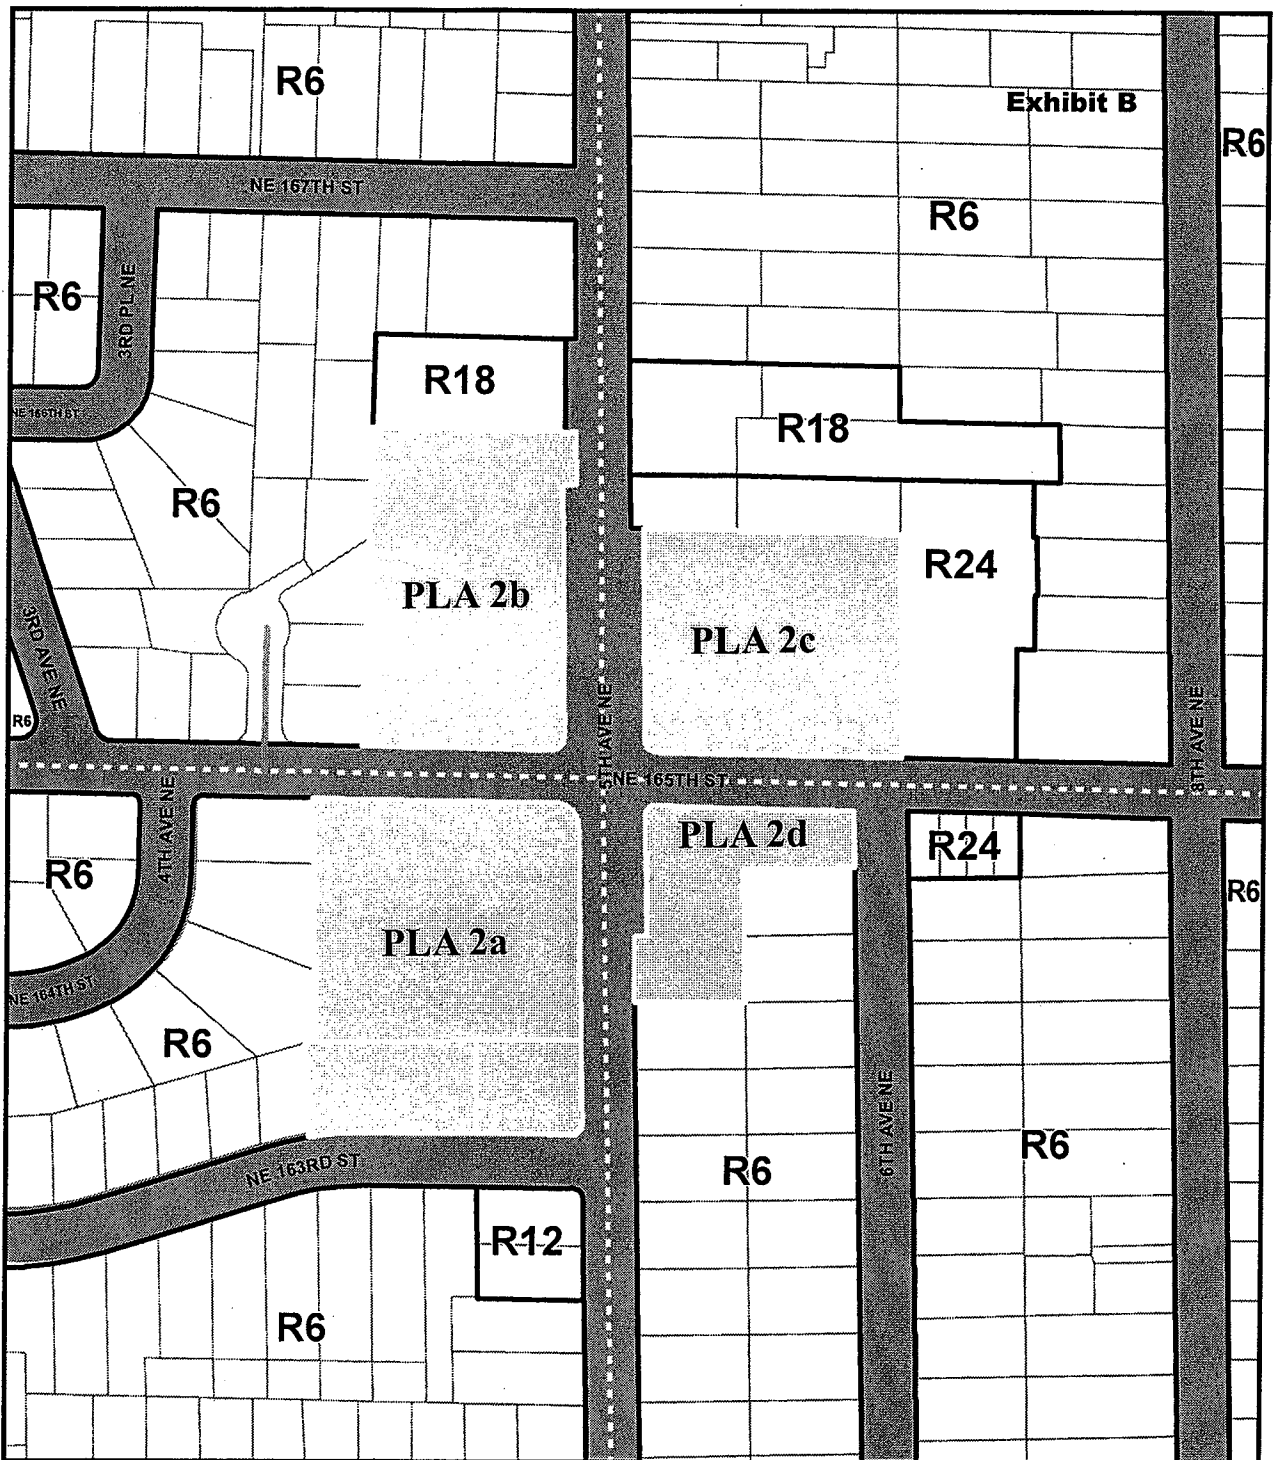 R6
Exhibit B
R6
NE 167TH ST
R6
R6
3RD PL NE
R18
NE 166TH ST
R18
R6
R24
PLA 2b
PLA 2c
3RD AVE NE
R6
5TH AVE NE
8TH AVE NE
NE 165TH ST
4TH AVE NE
PLA 2d
R24
R6
R6
PLA 2a
NE 164TH ST
R6
6TH AVE NE
R6
NE 163RD ST
R6
R12
R6